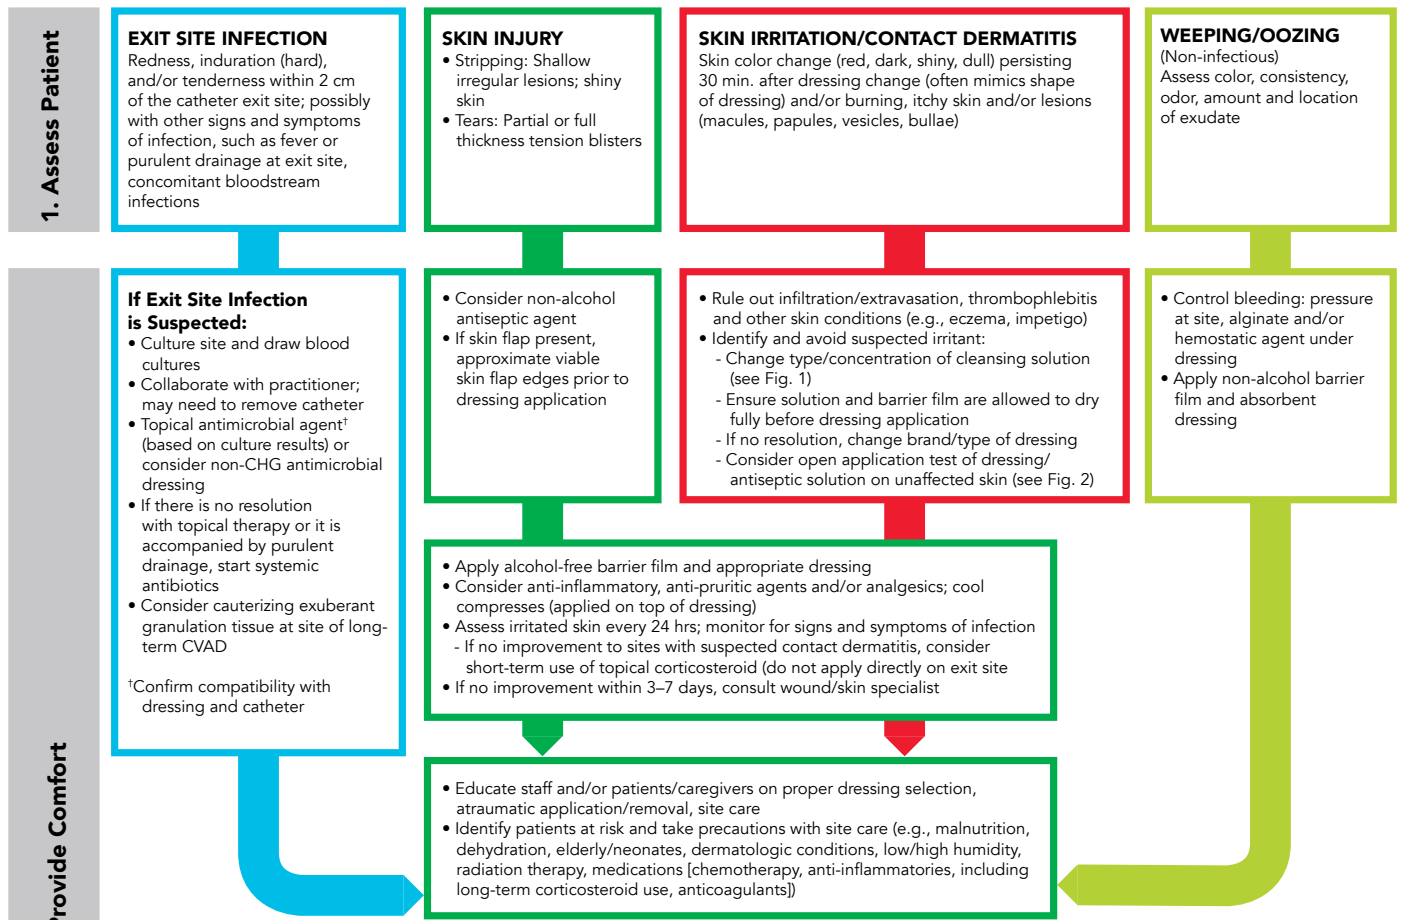 1. Assess Patient
EXIT SITE INFECTION
Redness, induration (hard),
and/or tenderness within 2 cm
of the catheter exit site; possibly
with other signs and symptoms
of infection, such as fever or
purulent drainage at exit site,
concomitant bloodstream
infections
SKIN INJURY
• Stripping: Shallow
irregular lesions; shiny
skin
• Tears: Partial or full
thickness tension blisters
SKIN IRRITATION/CONTACT DERMATITIS
Skin color change (red, dark, shiny, dull) persisting
30 min. after dressing change (often mimics shape
of dressing) and/or burning, itchy skin and/or lesions
(macules, papules, vesicles, bullae)
WEEPING/OOZING
(Non-infectious)
Assess color, consistency,
odor, amount and location
of exudate
Provide Comfort
If Exit Site Infection
is Suspected:
• Culture site and draw blood
cultures
• Collaborate with practitioner;
may need to remove catheter
• Topical antimicrobial agent†
(based on culture results) or
consider non-CHG antimicrobial
dressing
• If there is no resolution
with topical therapy or it is
accompanied by purulent
drainage, start systemic
antibiotics
• Consider cauterizing exuberant
granulation tissue at site of long-
term CVAD
†Confirm compatibility with
dressing and catheter
• Consider non-alcohol
antiseptic agent
• If skin flap present,
approximate viable
skin flap edges prior to
dressing application
• Rule out infiltration/extravasation, thrombophlebitis
and other skin conditions (e.g., eczema, impetigo)
• Identify and avoid suspected irritant:
- Change type/concentration of cleansing solution
(see Fig. 1)
- Ensure solution and barrier film are allowed to dry
fully before dressing application
- If no resolution, change brand/type of dressing
- Consider open application test of dressing/
antiseptic solution on unaffected skin (see Fig. 2)
• Control bleeding: pressure
at site, alginate and/or
hemostatic agent under
dressing
• Apply non-alcohol barrier
film and absorbent
dressing
• Apply alcohol-free barrier film and appropriate dressing
• Consider anti-inflammatory, anti-pruritic agents and/or analgesics; cool
compresses (applied on top of dressing)
• Assess irritated skin every 24 hrs; monitor for signs and symptoms of infection
- If no improvement to sites with suspected contact dermatitis, consider
short-term use of topical corticosteroid (do not apply directly on exit site
• If no improvement within 3–7 days, consult wound/skin specialist
• Educate staff and/or patients/caregivers on proper dressing selection,
atraumatic application/removal, site care
• Identify patients at risk and take precautions with site care (e.g., malnutrition,
dehydration, elderly/neonates, dermatologic conditions, low/high humidity,
radiation therapy, medications [chemotherapy, anti-inflammatories, including
long-term corticosteroid use, anticoagulants])